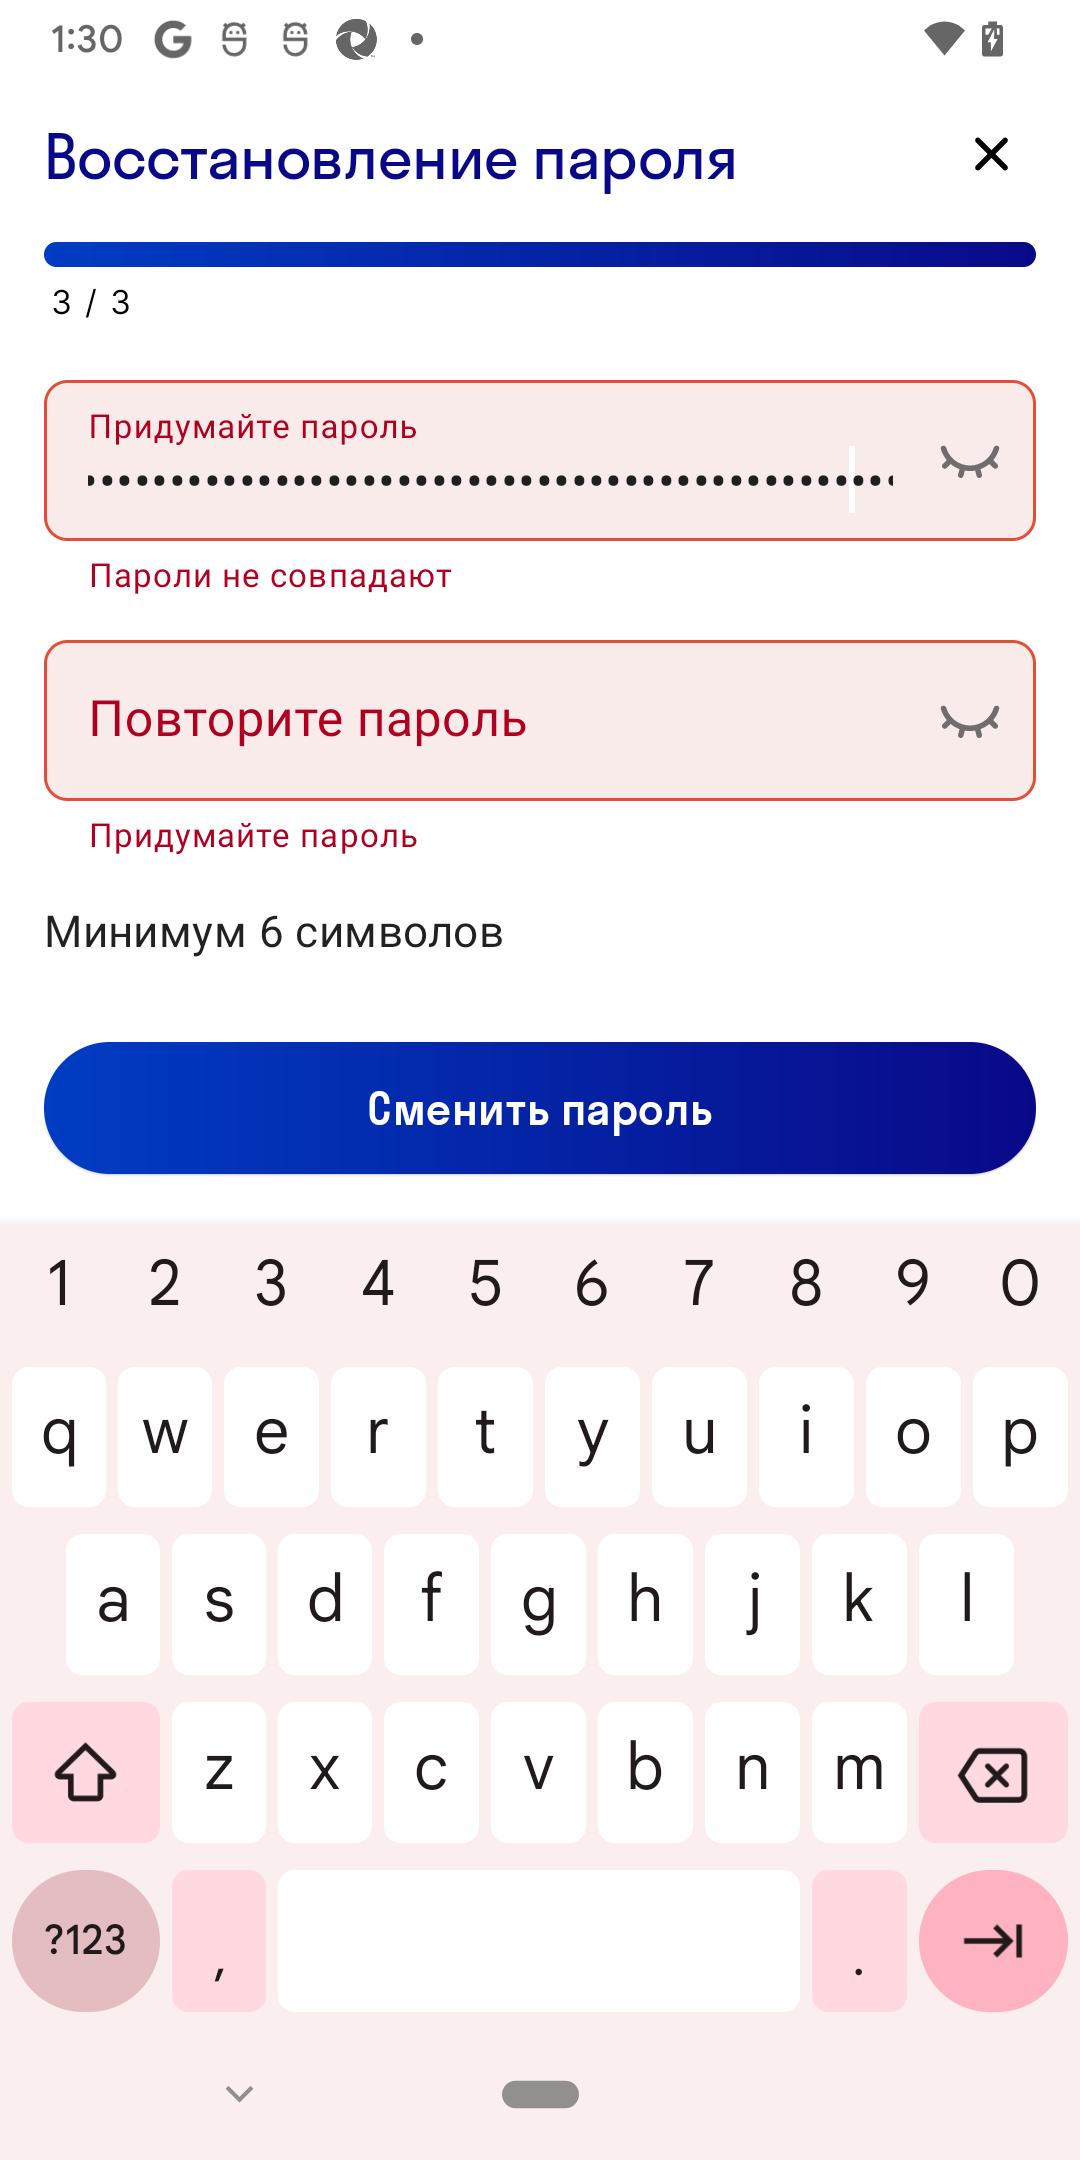 1:30
Восстановление пароля
3 / 3
Придумайте пароль
Пароли не совпадают
Повторите пароль
Придумайте пароль
Минимум 6 символов
Сменить пароль
1 2 3 4 5 6 7 8 9 0
q w e r t y u i o p
a s d f g h j k l
z x c v b n m
?123 , .